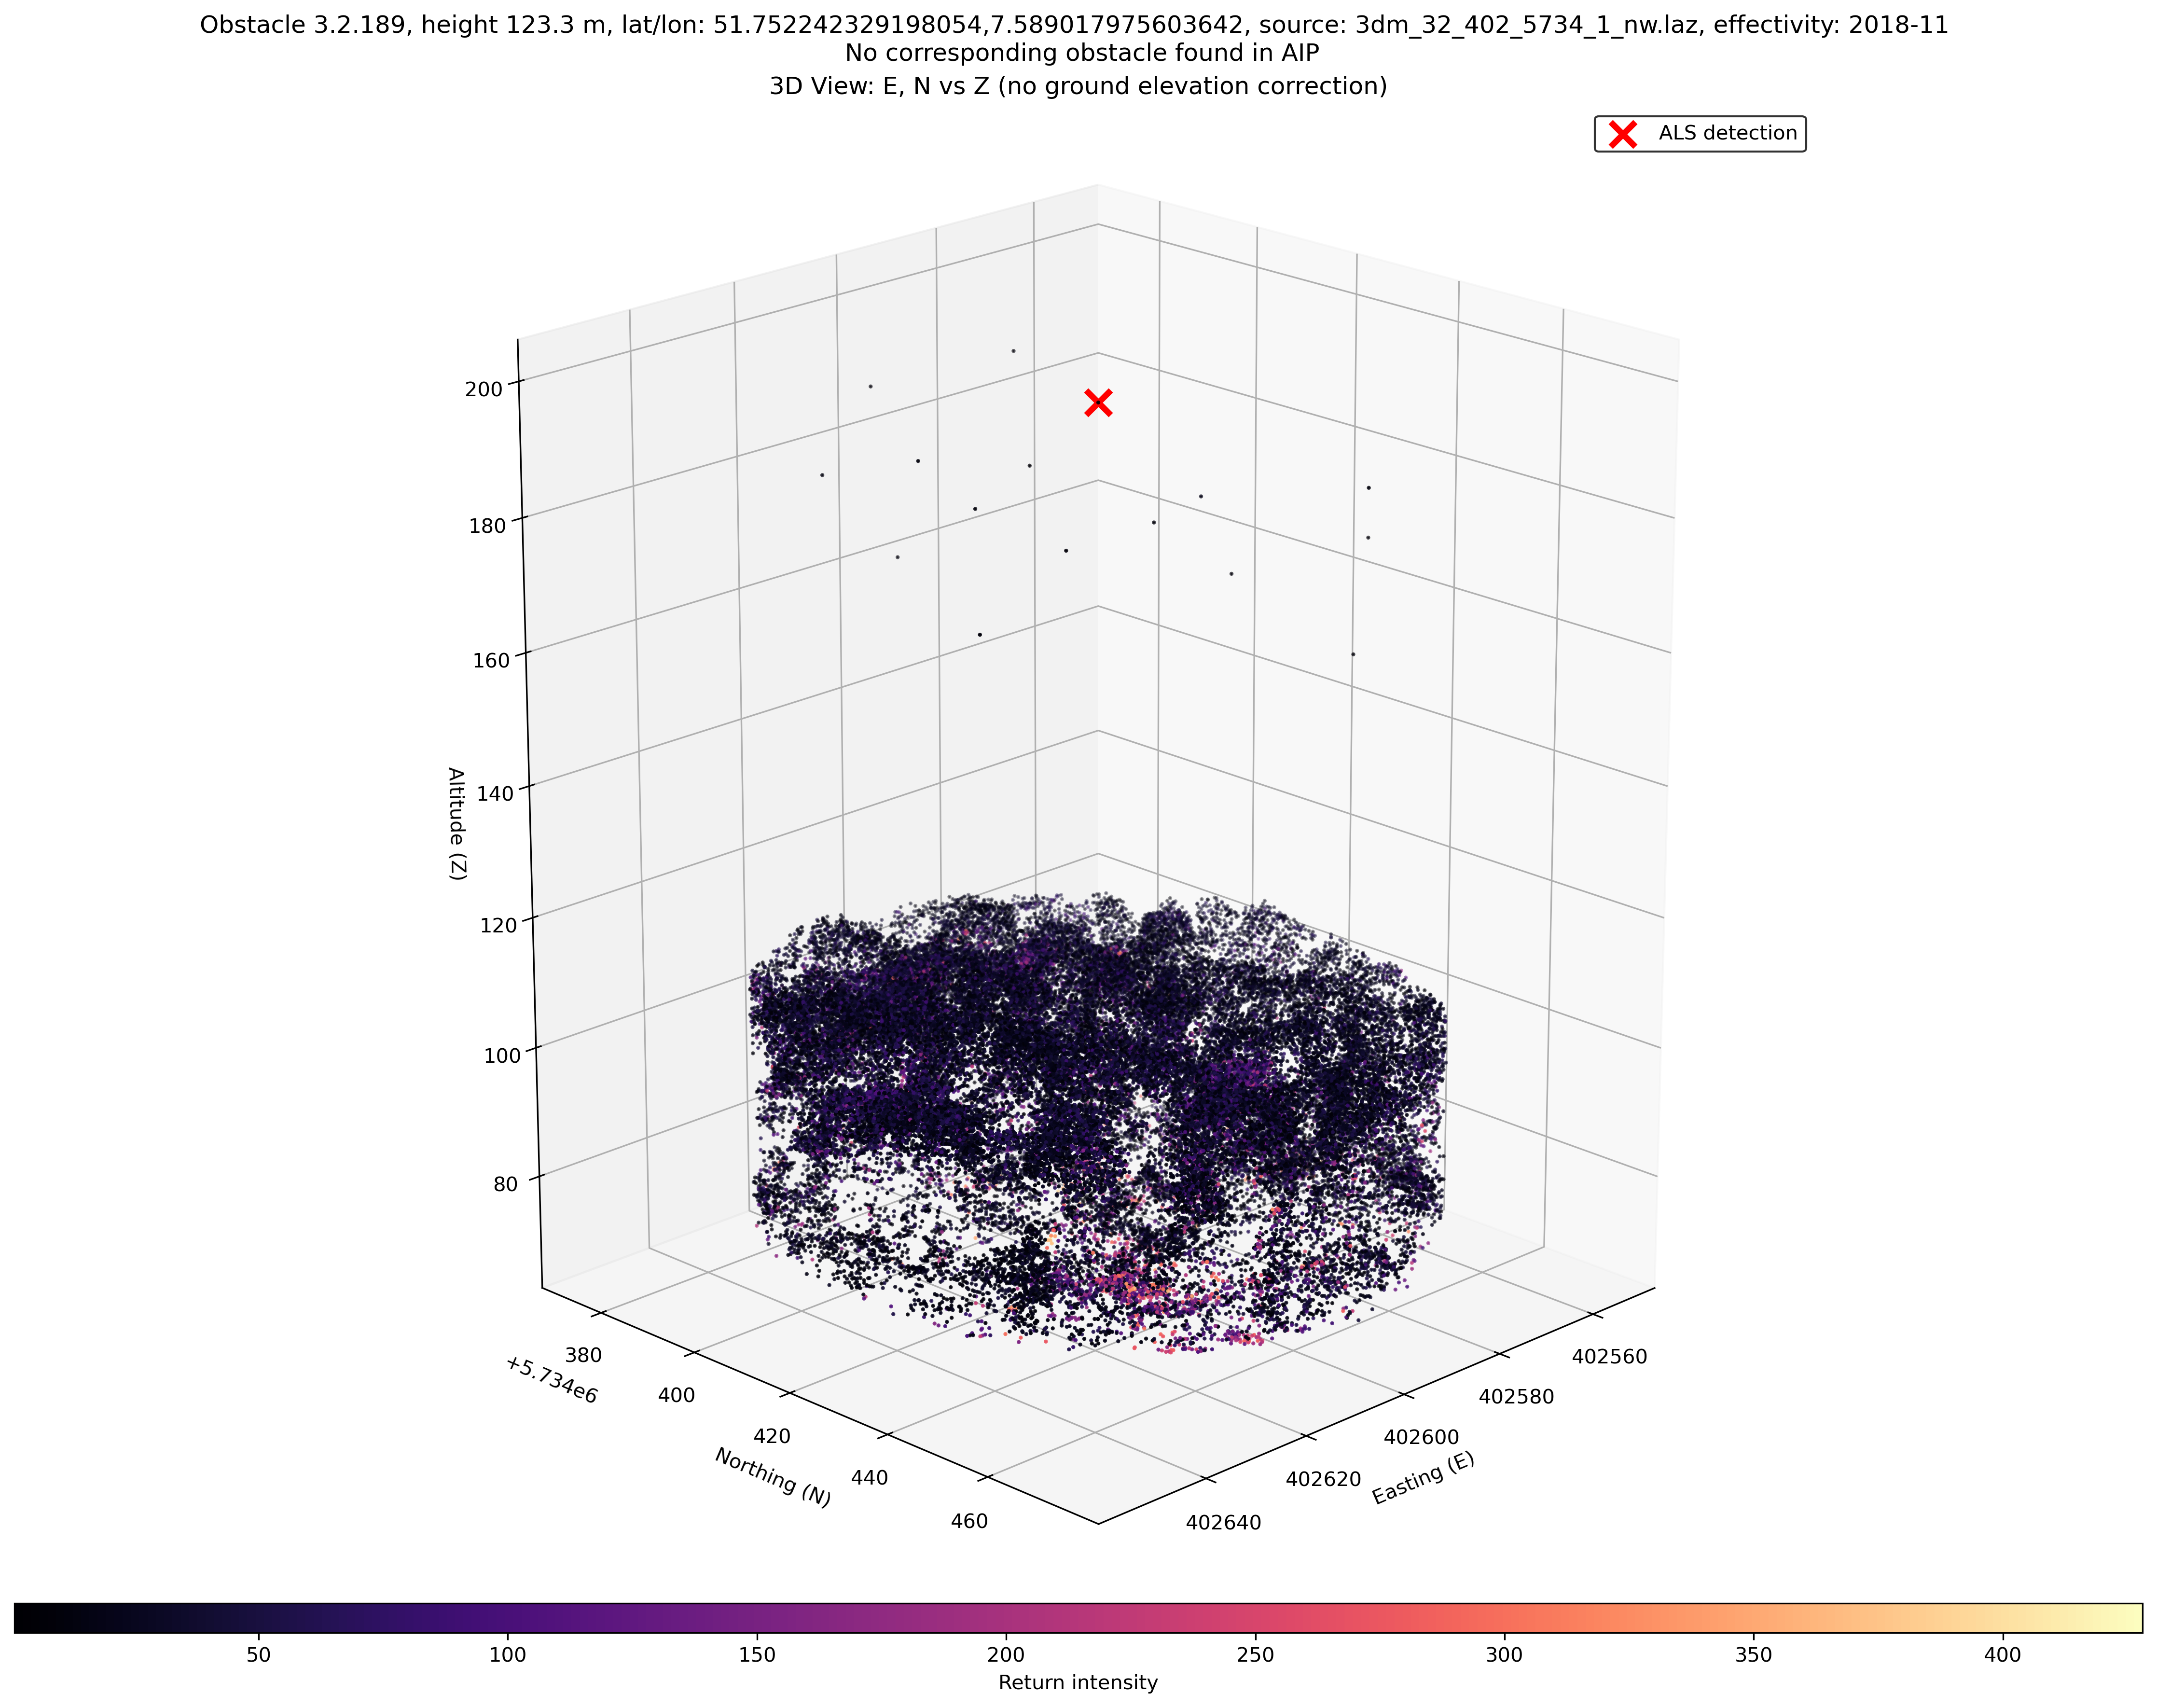 Obstacle 3.2.189, height 123.3 m, lat/lon: 51.752242329198054,7.589017975603642, source: 3dm_32_402_5734_1_nw.laz, effectivity: 2018-11
No corresponding obstacle found in AIP
3D View: E, N vs Z (no ground elevation correction)
ALS detection
200
180
160
140
120
100
80
Altitude (Z)
380
400
420
440
460
+5.734e6
Northing (N)
402560
402580
402600
402620
402640
Easting (E)
50
100
150
200
250
300
350
400
Return intensity